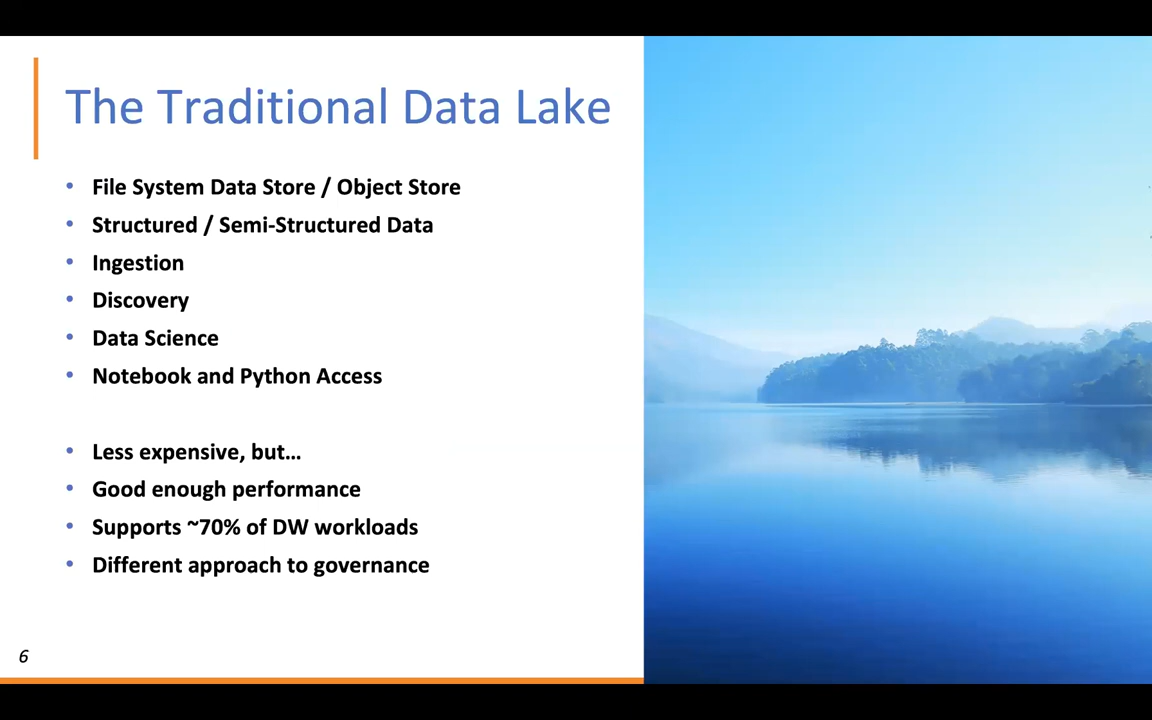 The Traditional Data Lake
• File System Data Store / Object Store
• Structured / Semi-Structured Data
• Ingestion
• Discovery
• Data Science
• Notebook and Python Access
• Less expensive, but…
• Good enough performance
• Supports ~70% of DW workloads
• Different approach to governance
6